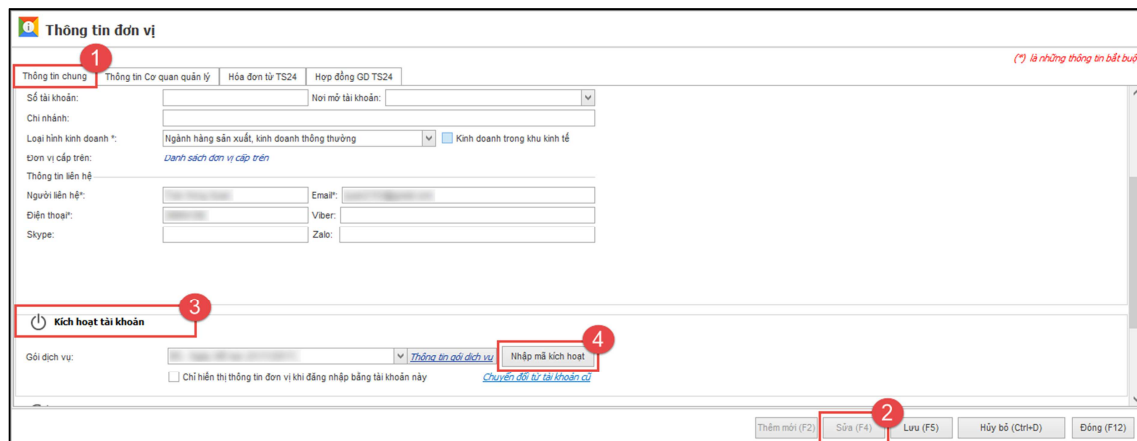 Thông tin đơn vị
(*) là những thông tin bắt buộ
1
Thông tin chung Thông tin Cơ quan quản lý Hóa đơn từ TS24 Hợp đồng GD TS24
Số tài khoản: Nơi mở tài khoản:
Chi nhánh:
Loại hình kinh doanh *: Ngành hàng sản xuất, kinh doanh thông thường Kinh doanh trong khu kinh tế
Đơn vị cấp trên: Danh sách đơn vị cấp trên
Thông tin liên hệ
Người liên hệ*: Email*:
Điện thoại*: Viber:
Skype: Zalo:
3
Kích hoạt tài khoản
4
Gói dịch vụ: Thông tin gói dịch vụ Nhập mã kích hoạt
Chỉ hiển thị thông tin đơn vị khi đăng nhập bằng tài khoản này Chuyển đổi từ tài khoản cũ
2
Thêm mới (F2) Sửa (F4) Lưu (F5) Hủy bỏ (Ctrl+D) Đóng (F12)